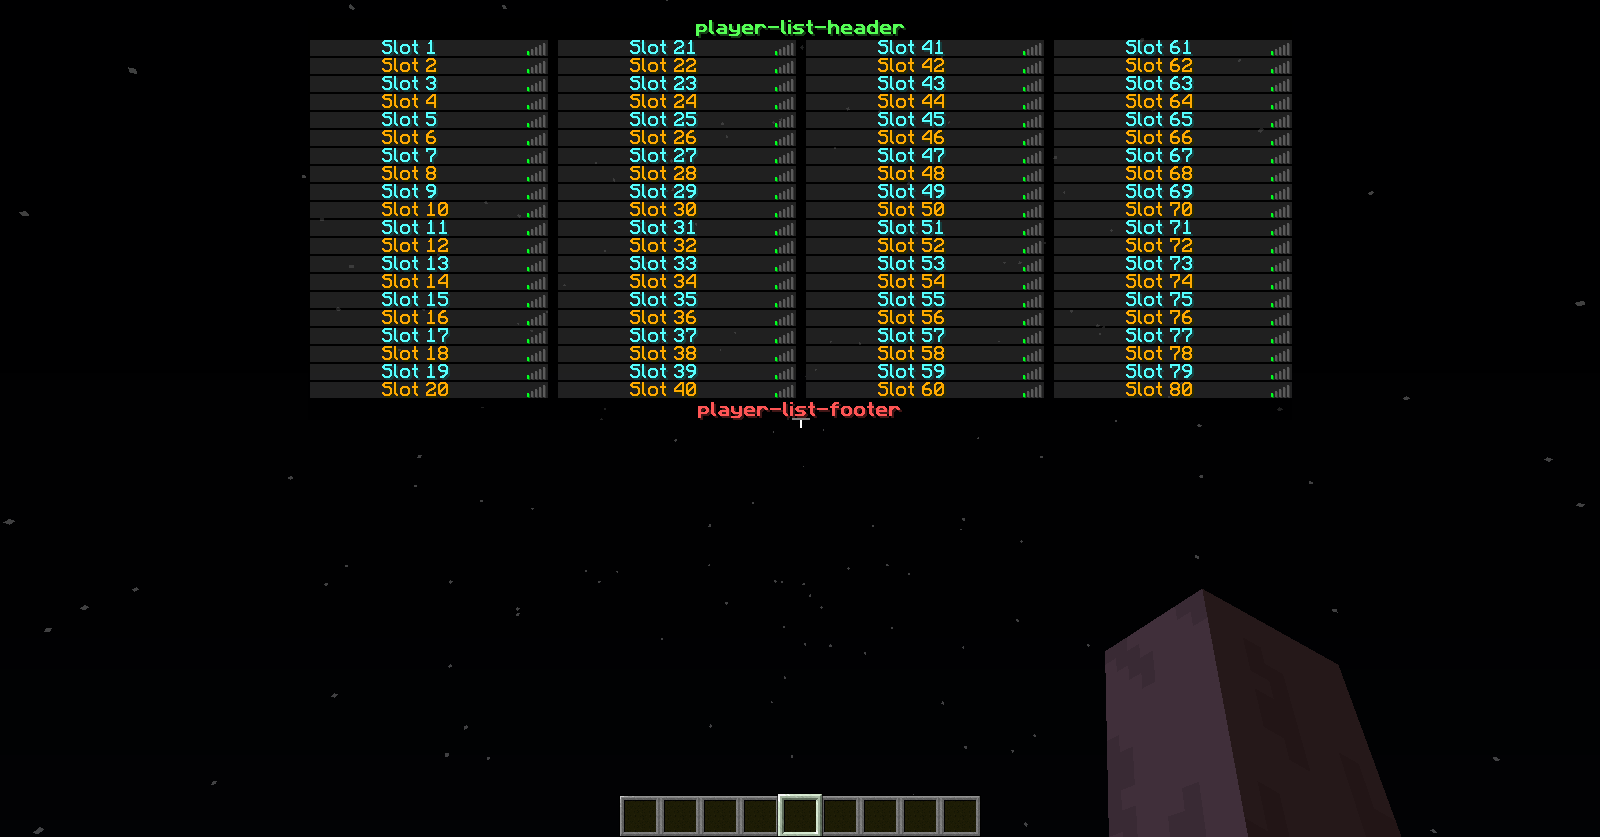 player-list-header
Slot 1
Slot 2
Slot 3
Slot 4
Slot 5
Slot 6
Slot 7
Slot 8
Slot 9
Slot 10
Slot 11
Slot 12
Slot 13
Slot 14
Slot 15
Slot 16
Slot 17
Slot 18
Slot 19
Slot 20
Slot 21
Slot 22
Slot 23
Slot 24
Slot 25
Slot 26
Slot 27
Slot 28
Slot 29
Slot 30
Slot 31
Slot 32
Slot 33
Slot 34
Slot 35
Slot 36
Slot 37
Slot 38
Slot 39
Slot 40
Slot 41
Slot 42
Slot 43
Slot 44
Slot 45
Slot 46
Slot 47
Slot 48
Slot 49
Slot 50
Slot 51
Slot 52
Slot 53
Slot 54
Slot 55
Slot 56
Slot 57
Slot 58
Slot 59
Slot 60
Slot 61
Slot 62
Slot 63
Slot 64
Slot 65
Slot 66
Slot 67
Slot 68
Slot 69
Slot 70
Slot 71
Slot 72
Slot 73
Slot 74
Slot 75
Slot 76
Slot 77
Slot 78
Slot 79
Slot 80
player-list-footer